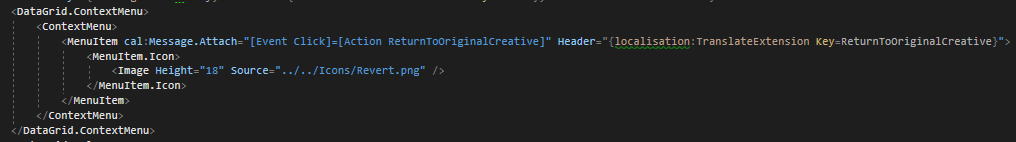 <DataGrid.ContextMenu>
<ContextMenu>
<MenuItem cal:Message.Attach="[Event Click]=[Action ReturnToOriginalCreative]" Header="{localisation:TranslateExtension Key=ReturnToOriginalCreative}">
<MenuItem.Icon>
<Image Height="18" Source="../../Icons/Revert.png" />
</MenuItem.Icon>
</MenuItem>
</ContextMenu>
</DataGrid.ContextMenu>